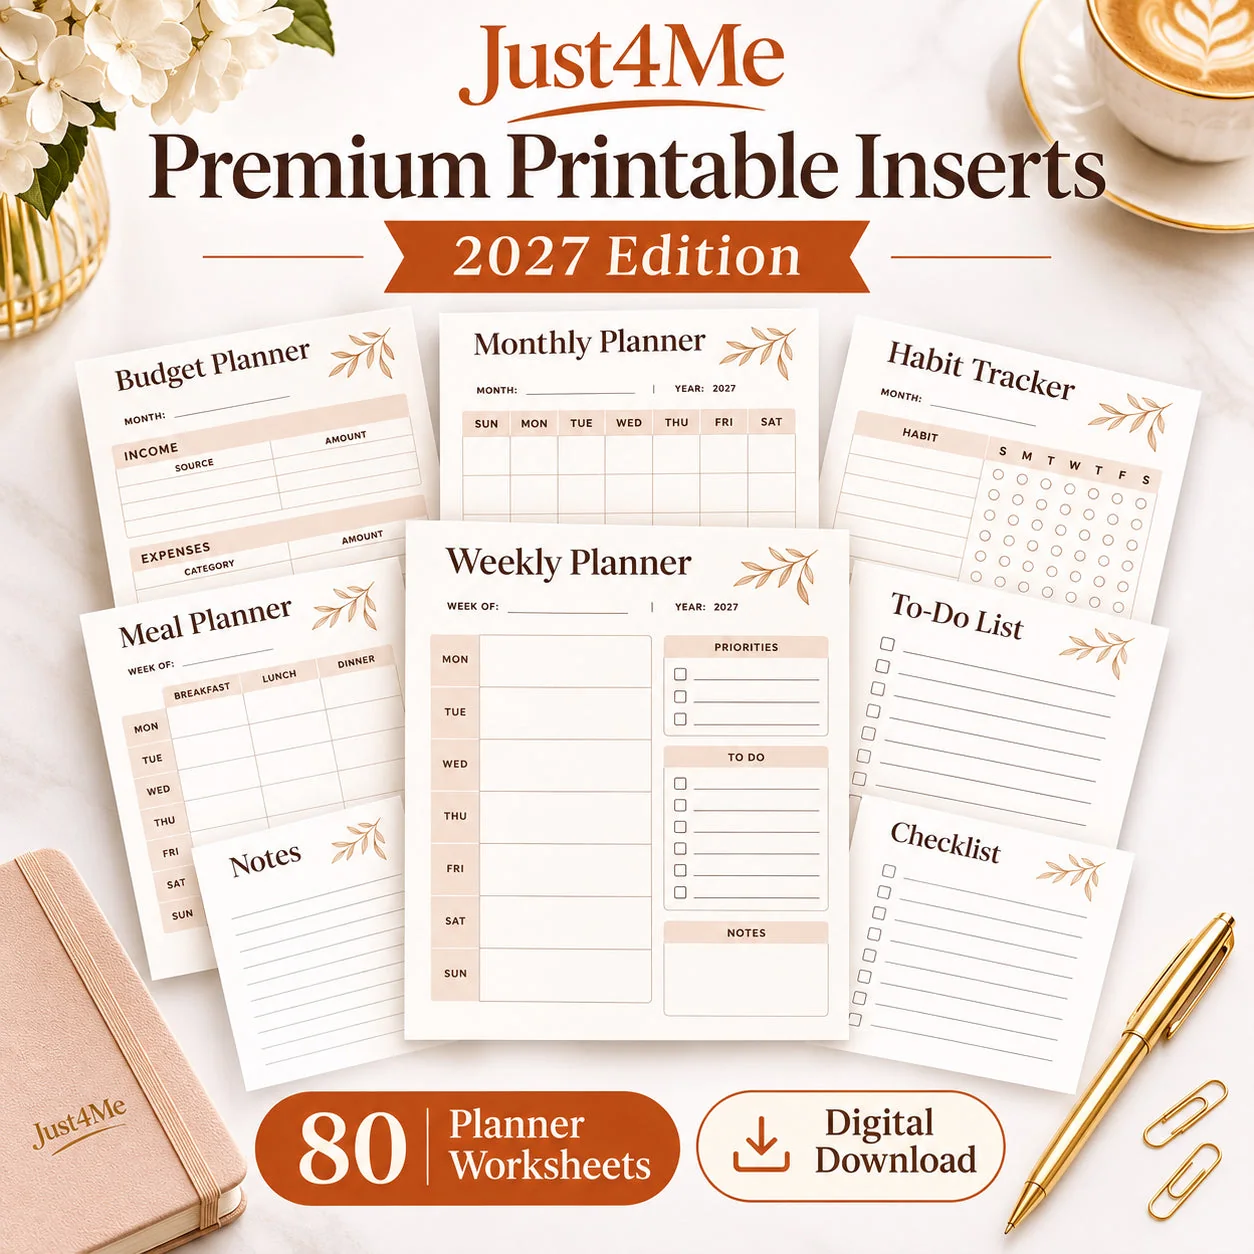 Just4Me
Premium Printable Inserts
2027 Edition
Budget Planner
MONTH:
INCOME
SOURCE
AMOUNT
EXPENSES
CATEGORY
AMOUNT
Monthly Planner
MONTH: | YEAR: 2027
SUN MON TUE WED THU FRI SAT
Habit Tracker
MONTH:
HABIT
S M T W T F S
Meal Planner
WEEK OF:
BREAKFAST LUNCH DINNER
MON
TUE
WED
THU
FRI
SAT
SUN
Weekly Planner
WEEK OF: | YEAR: 2027
MON
TUE
WED
THU
FRI
SAT
SUN
PRIORITIES
TO DO
NOTES
To-Do List
Notes
Checklist
Just4Me
80
Planner
Worksheets
Digital
Download